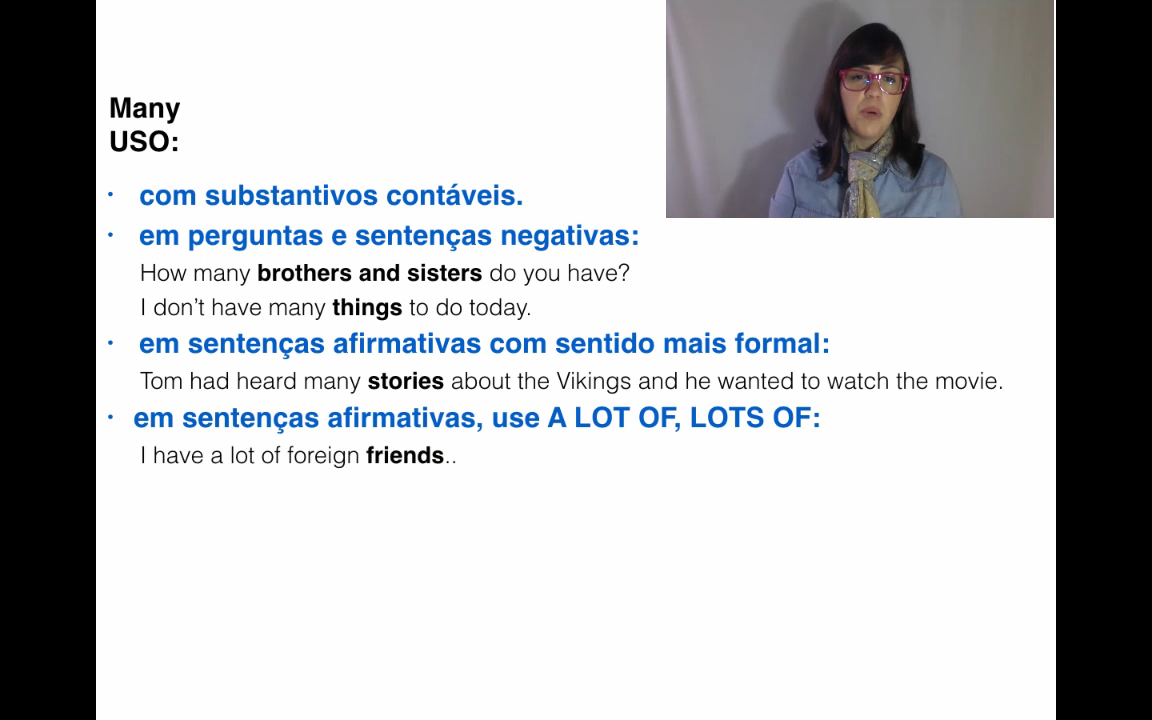 Many
USO:
· com substantivos contáveis.
· em perguntas e sentenças negativas:
How many brothers and sisters do you have?
I don’t have many things to do today.
· em sentenças afirmativas com sentido mais formal:
Tom had heard many stories about the Vikings and he wanted to watch the movie.
· em sentenças afirmativas, use A LOT OF, LOTS OF:
I have a lot of foreign friends..